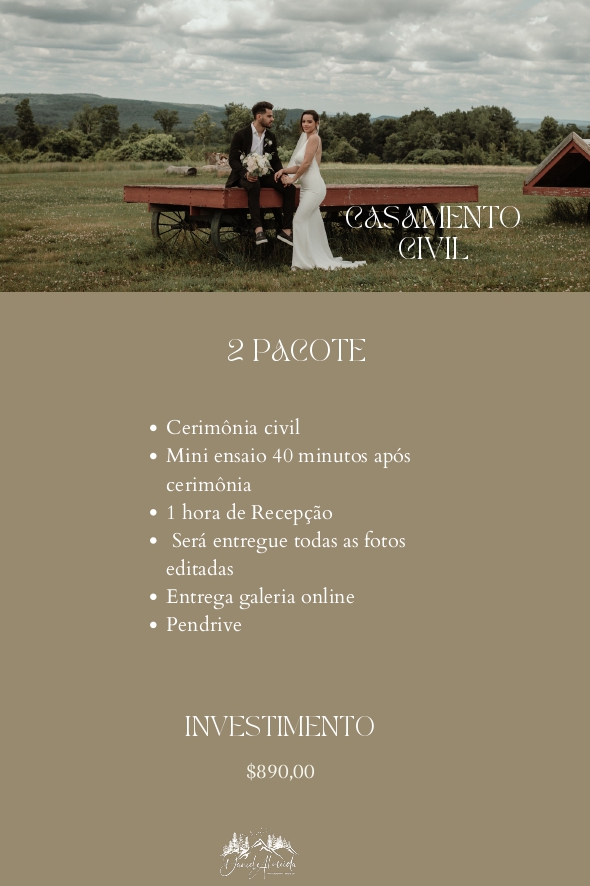 CASAMENTO
CIVIL
2 PACOTE
• Cerimônia civil
• Mini ensaio 40 minutos após
cerimônia
• 1 hora de Recepção
• Será entregue todas as fotos
editadas
• Entrega galeria online
• Pendrive
INVESTIMENTO
$890,00